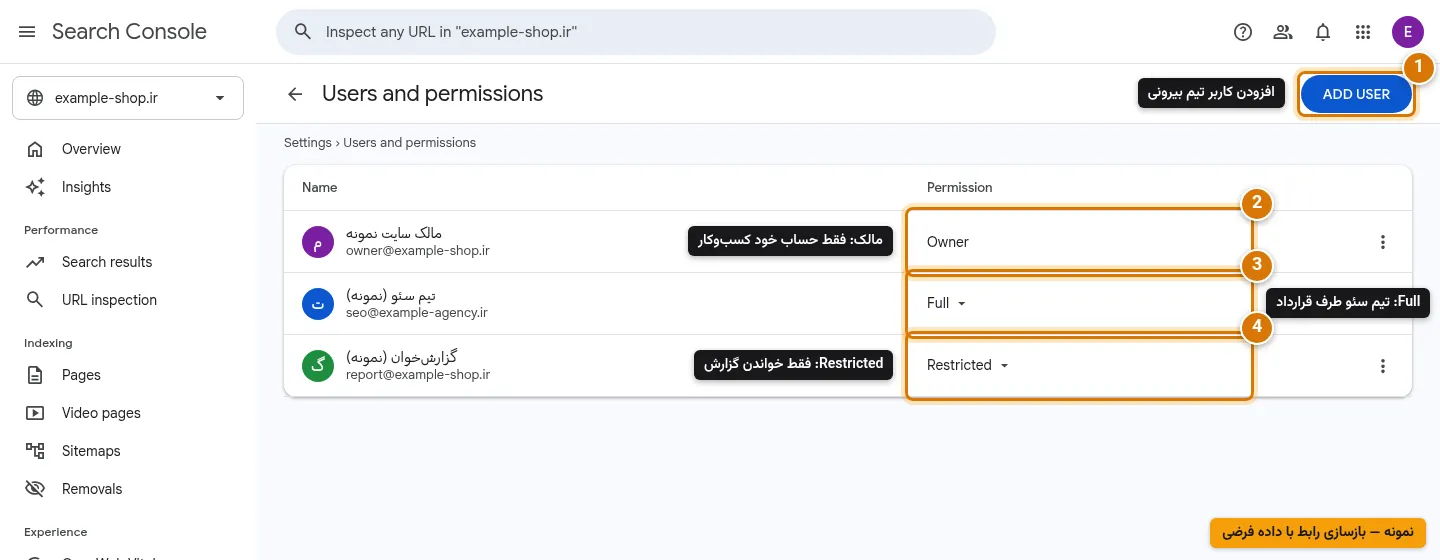 Search Console
Inspect any URL in "example-shop.ir"
E
example-shop.ir
Users and permissions
افزودن کاربر تیم بیرونی
ADD USER
1
Settings › Users and permissions
Overview
Insights
Performance
Search results
URL inspection
Indexing
Pages
Video pages
Sitemaps
Removals
Experience
Name
Permission
م
مالک سایت نمونه
owner@example-shop.ir
مالک: فقط حساب خود کسب‌وکار
Owner
2
ت
تیم سئو (نمونه)
seo@example-agency.ir
Full
3
Full: تیم سئو طرف قرارداد
گ
گزارش‌خوان (نمونه)
report@example-shop.ir
Restricted: فقط خواندن گزارش
Restricted
4
نمونه — بازسازی رابط با داده فرضی